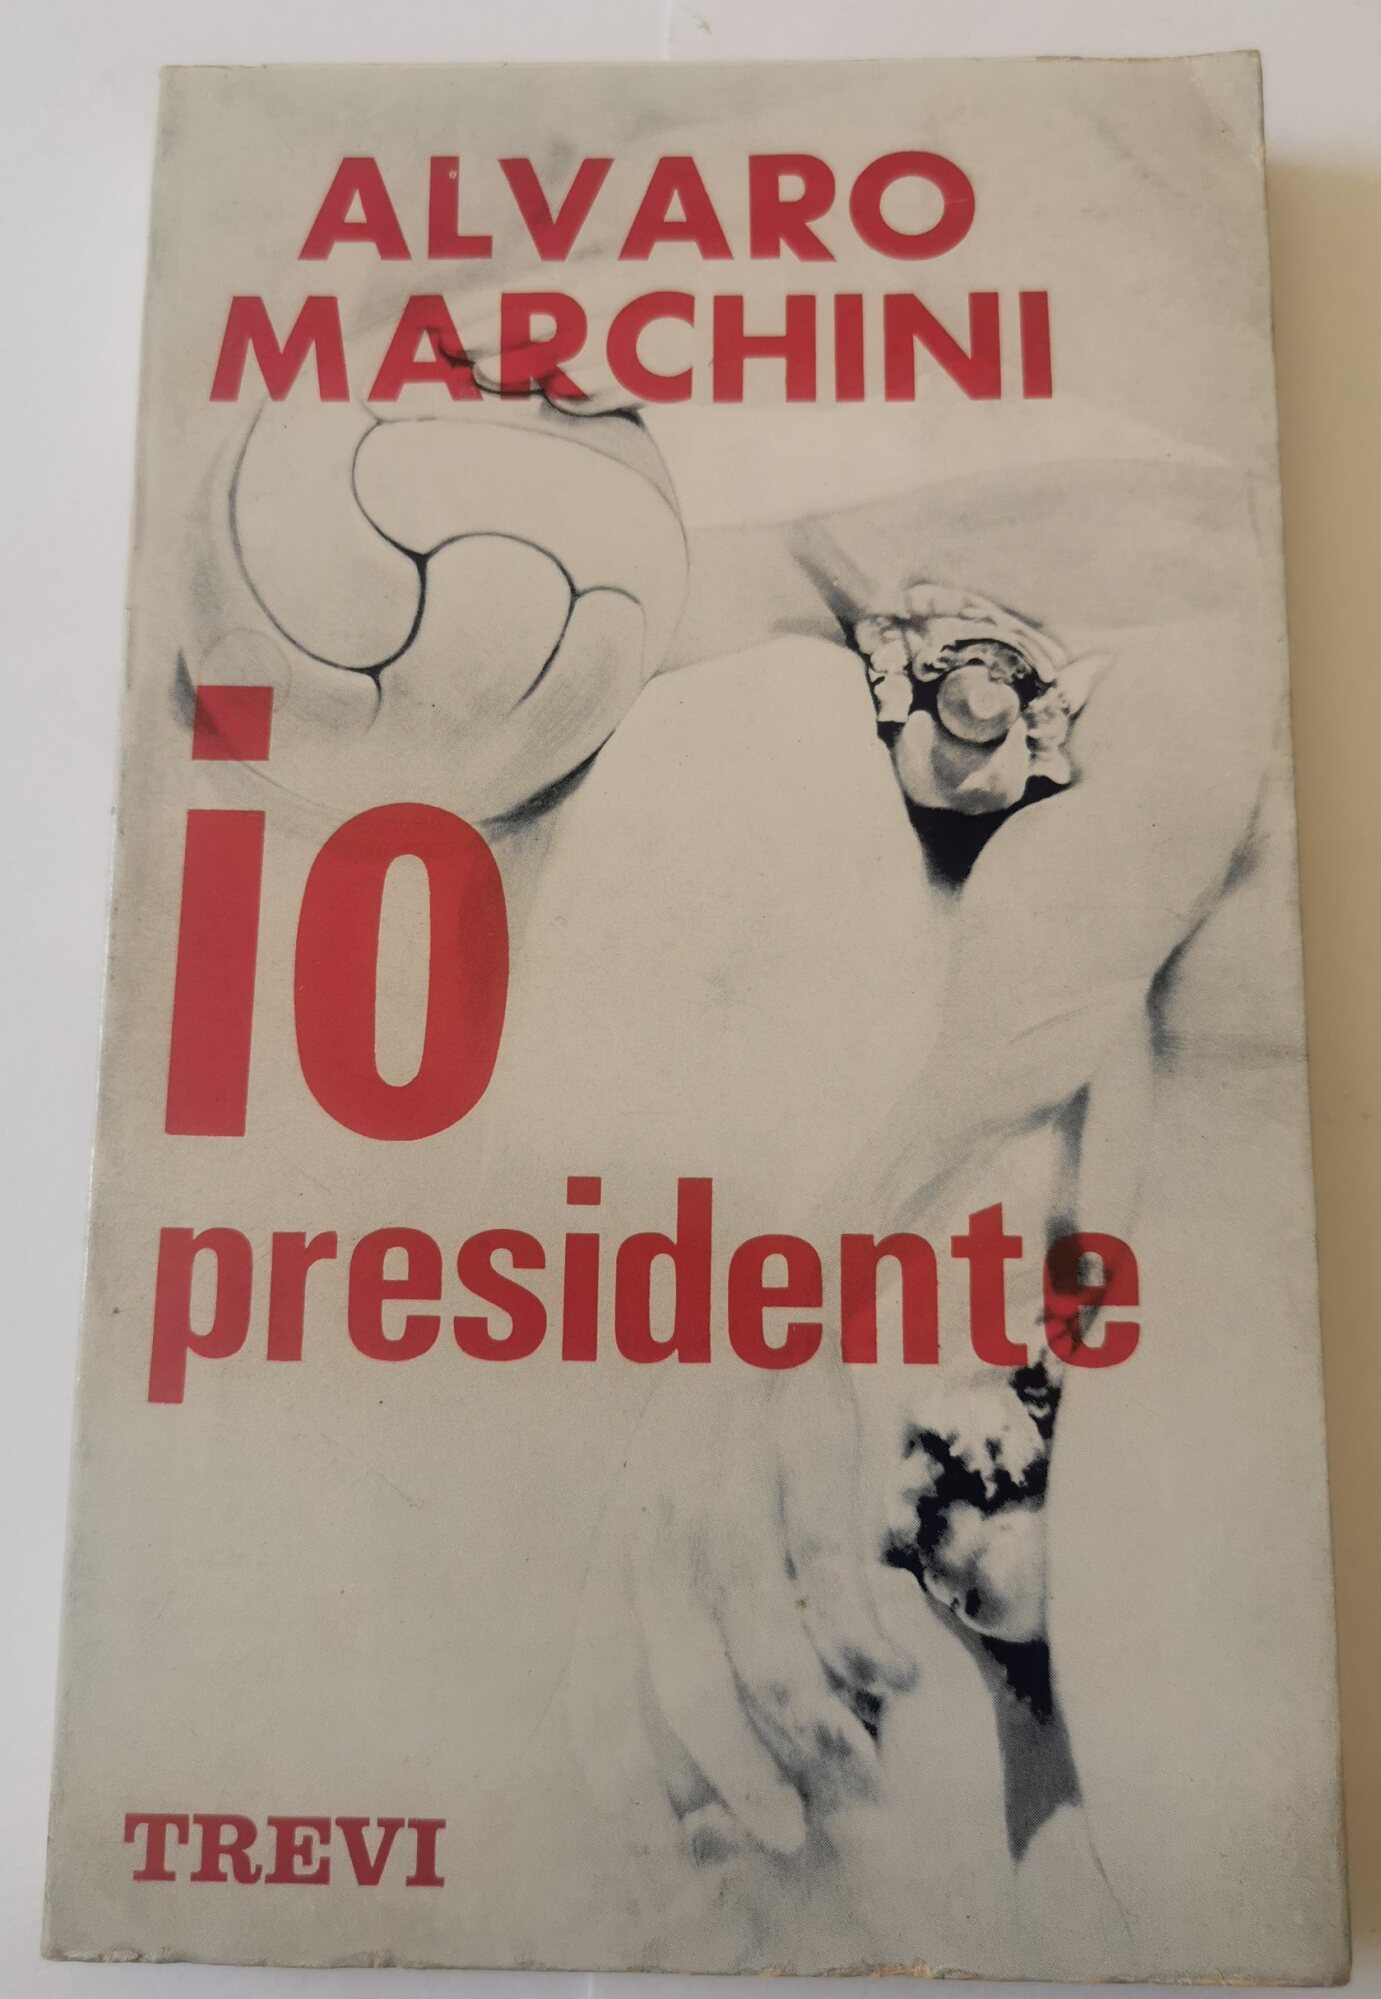 ALVARO
MARCHINI
io
presidente
TREVI